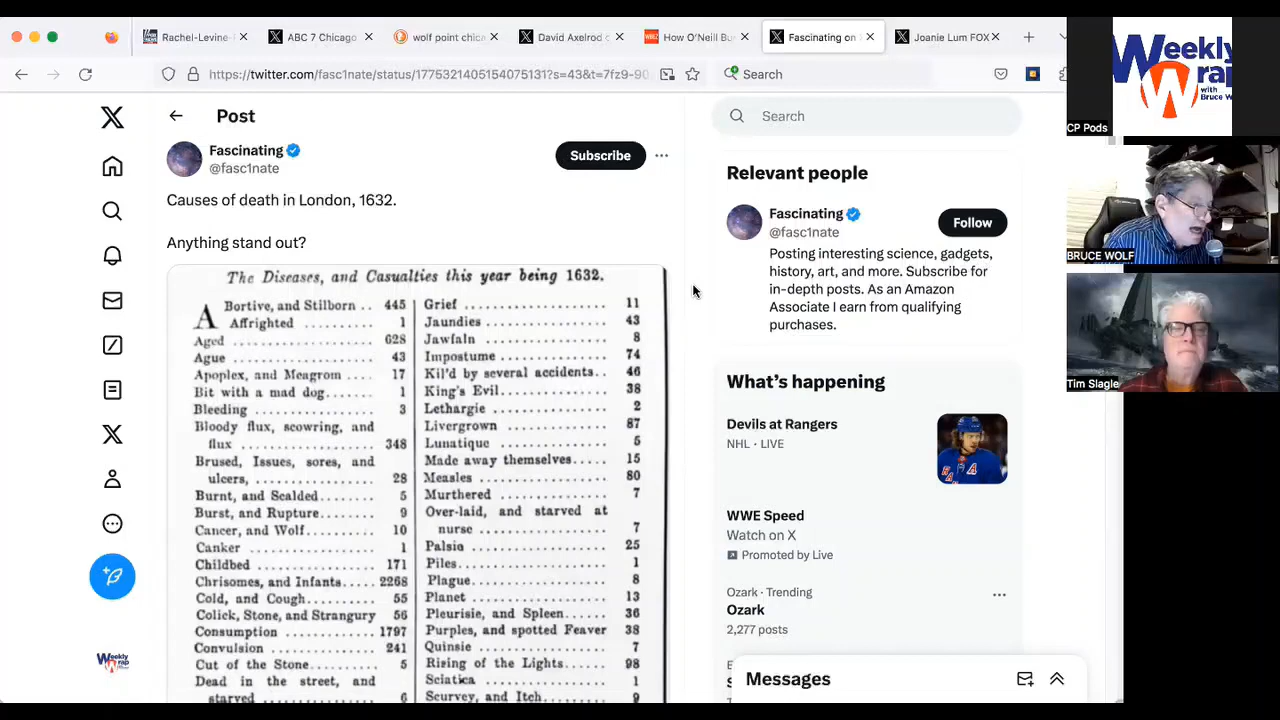 Rachel-Levine-
ABC 7 Chicago
wolf point chica
David Axelrod c
WBEZ
How O'Neill Bu
Fascinating on
Joanie Lum FOX
https://twitter.com/fasc1nate/status/1775321405154075131?s=43&t=7fz9-90
Search
Post
Fascinating
@fasc1nate
Subscribe
Causes of death in London, 1632.
Anything stand out?
The Diseases, and Casualties this year being 1632.
Abortive, and Stilborn .. 445
Affrighted .......... 1
Aged ................ 628
Ague ................ 43
Apoplex, and Meagrom .... 17
Bit with a mad dog..... 1
Bleeding ............ 3
Bloody flux, scowring, and
flux ................ 348
Brused, Issues, sores, and
ulcers, ............. 28
Burnt, and Scalded....... 5
Burst, and Rupture....... 9
Cancer, and Wolf......... 10
Canker .............. 1
Childbed ............ 171
Chrisomes, and Infants..... 2268
Cold, and Cough......... 55
Colick, Stone, and Strangury 56
Consumption ......... 1797
Convulsion .......... 241
Cut of the Stone......... 5
Dead in the street, and
starved ............. 6
Grief ............... 11
Jaundies ............ 43
Jawfaln ............. 8
Impostume ........... 74
Kil'd by several accidents.. 46
King's Evil.......... 38
Lethargie ........... 2
Livergrown .......... 87
Lunatique ........... 5
Made away themselves..... 15
Measles ............. 80
Murthered ........... 7
Over-laid, and starved at
nurse ............... 7
Palsie .............. 25
Piles................ 1
Plague .............. 8
Planet .............. 13
Pleurisie, and Spleen..... 36
Purples, and spotted Feaver 38
Quinsie ............. 7
Rising of the Lights...... 98
Sciatica ............ 1
Scurvey, and Itch........ 9
Search
Relevant people
Fascinating
@fasc1nate
Follow
Posting interesting science, gadgets,
history, art, and more. Subscribe for
in-depth posts. As an Amazon
Associate I earn from qualifying
purchases.
What's happening
Devils at Rangers
NHL · LIVE
WWE Speed
Watch on X
Promoted by Live
Ozark · Trending
Ozark
2,277 posts
Messages
Weekly
Wrap
with
Bruce W
CP Pods
BRUCE WOLF
Tim Slagle
Weekly
Wrap